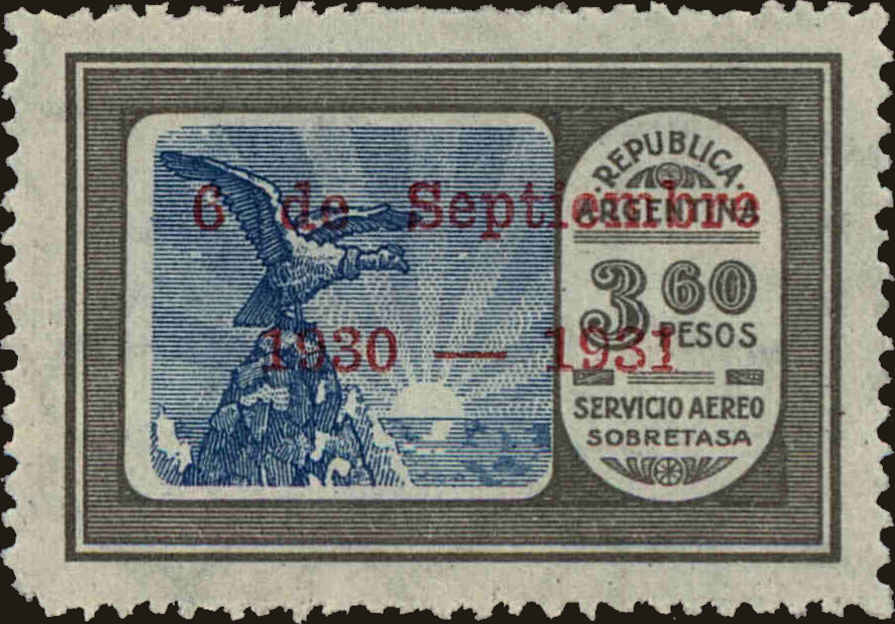 REPUBLICA
ARGENTINA
6 de Septiembre
3 60
PESOS
1930 — 1931
SERVICIO AEREO
SOBRETASA